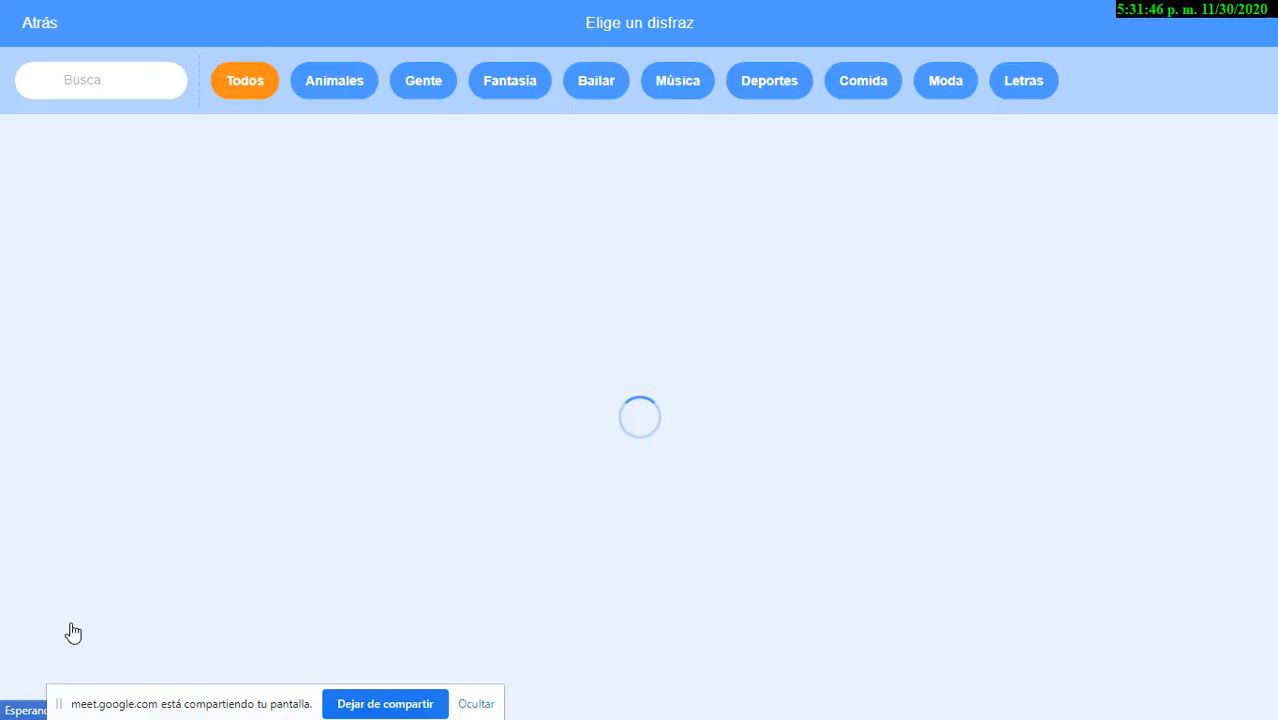 Atrás
Elige un disfraz
5:31:46 p. m. 11/30/2020
Busca
Todos
Animales
Gente
Fantasía
Bailar
Música
Deportes
Comida
Moda
Letras
meet.google.com está compartiendo tu pantalla.
Dejar de compartir
Ocultar